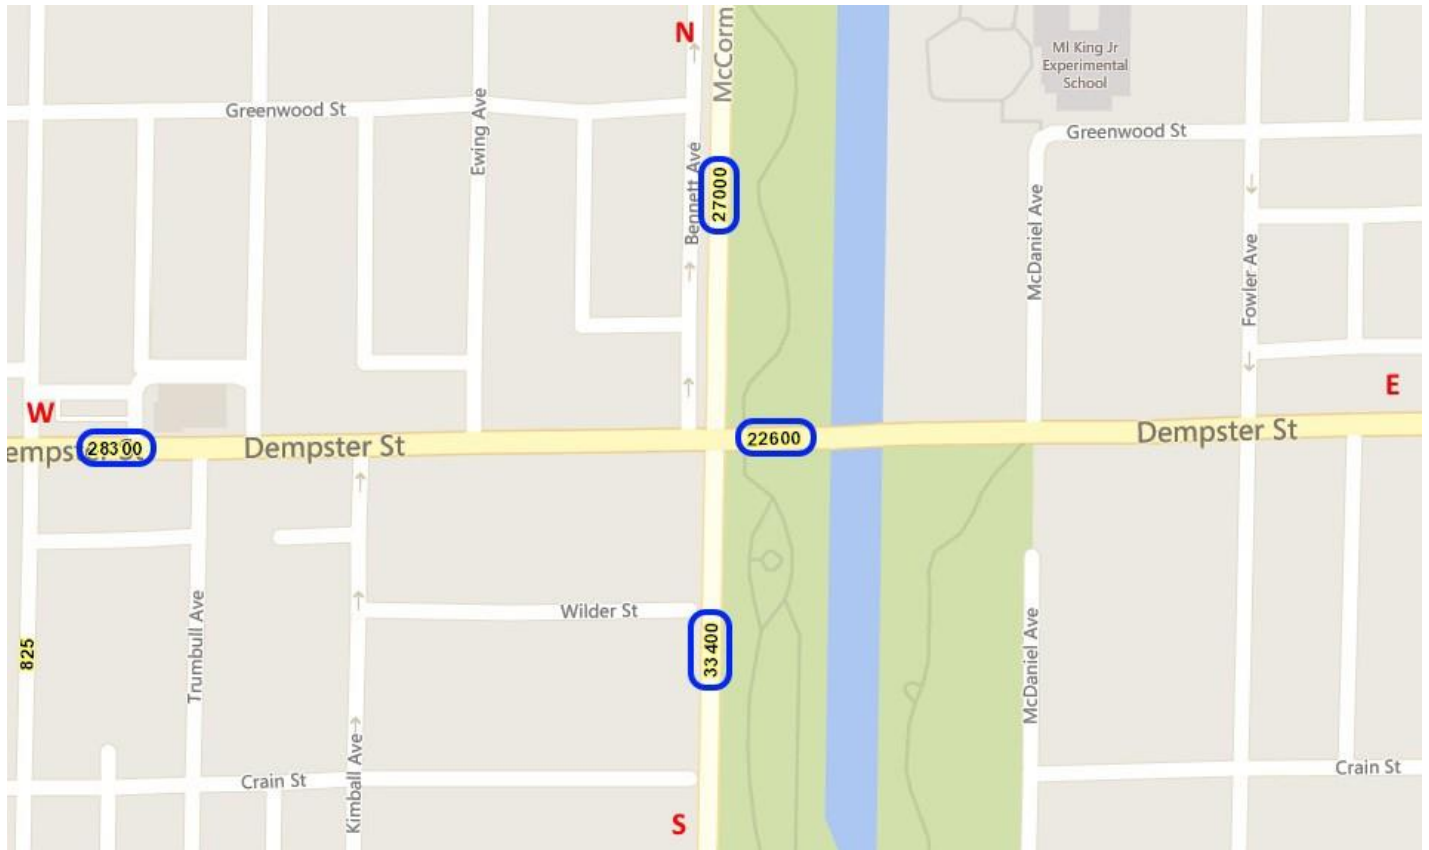 N
McCorm
Ml King Jr
Experimental
School
Greenwood St
Ewing Ave
Greenwood St
Bennett Ave
27000
McDaniel Ave
Fowler Ave
W
E
28300
Dempster St
22600
Dempster St
Wilder St
825
Trumbull Ave
33400
McDaniel Ave
Kimball Ave
Crain St
Crain St
S